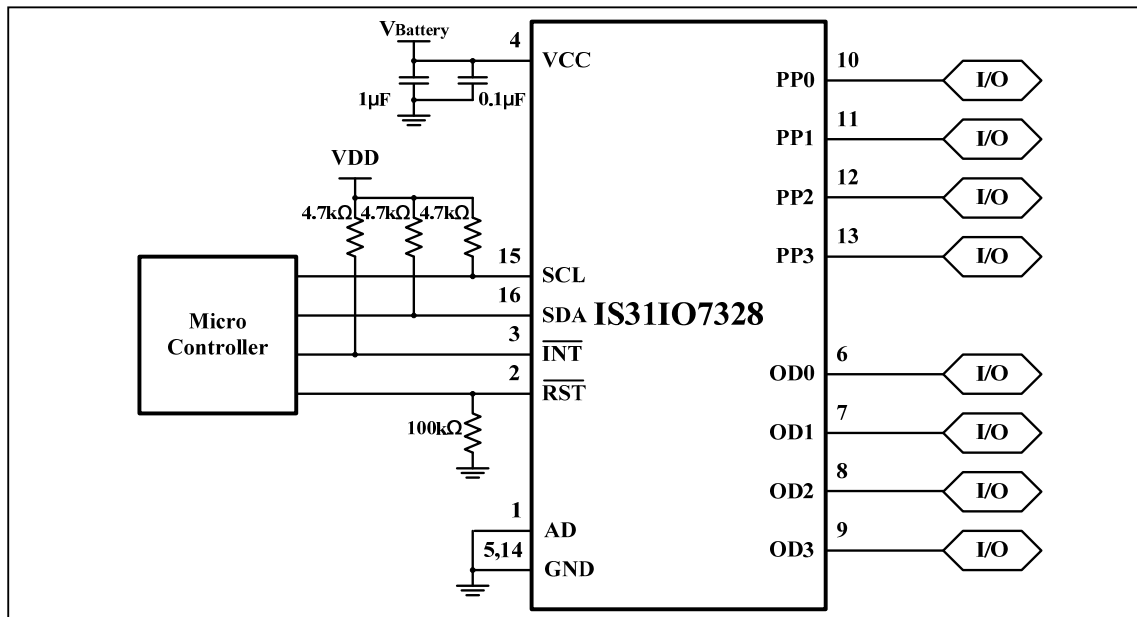 VBattery
4
VCC
1µF
0.1µF
VDD
4.7kΩ 4.7kΩ 4.7kΩ
Micro
Controller
15
SCL
16
SDA
3
INT
2
RST
100kΩ
1
AD
5,14
GND
IS31IO7328
PP0
10
I/O
PP1
11
I/O
PP2
12
I/O
PP3
13
I/O
OD0
6
I/O
OD1
7
I/O
OD2
8
I/O
OD3
9
I/O